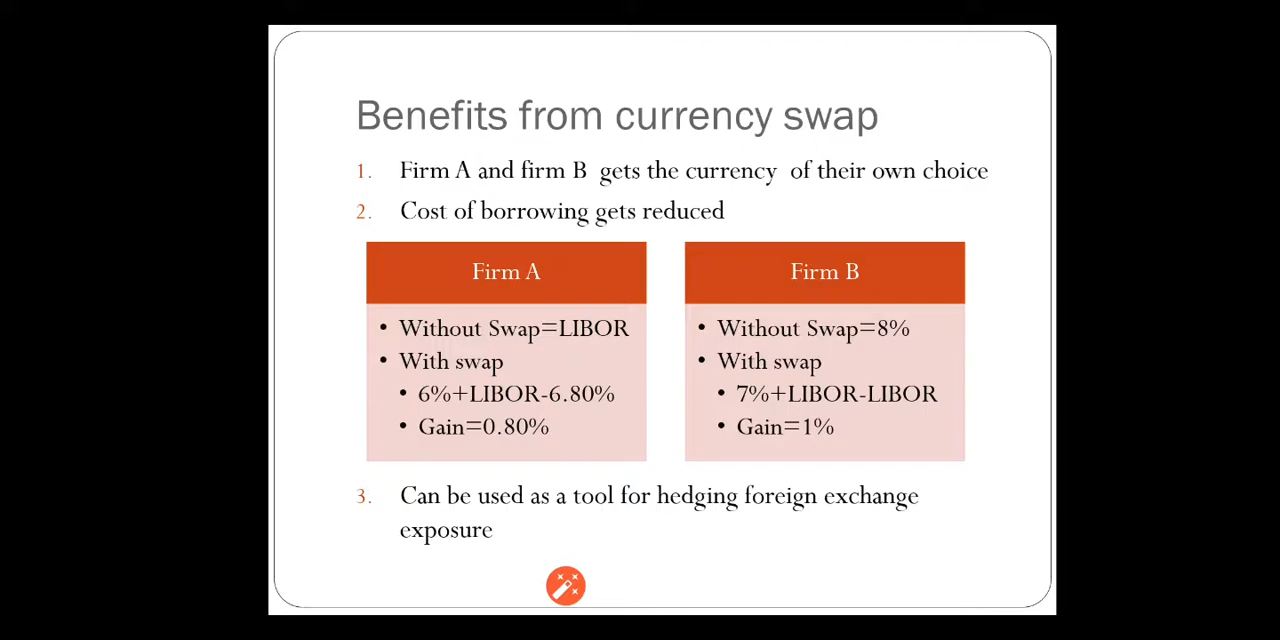 Benefits from currency swap
1. Firm A and firm B gets the currency of their own choice
2. Cost of borrowing gets reduced
Firm A
• Without Swap=LIBOR
• With swap
• 6%+LIBOR-6.80%
• Gain=0.80%
Firm B
• Without Swap=8%
• With swap
• 7%+LIBOR-LIBOR
• Gain=1%
3. Can be used as a tool for hedging foreign exchange
exposure